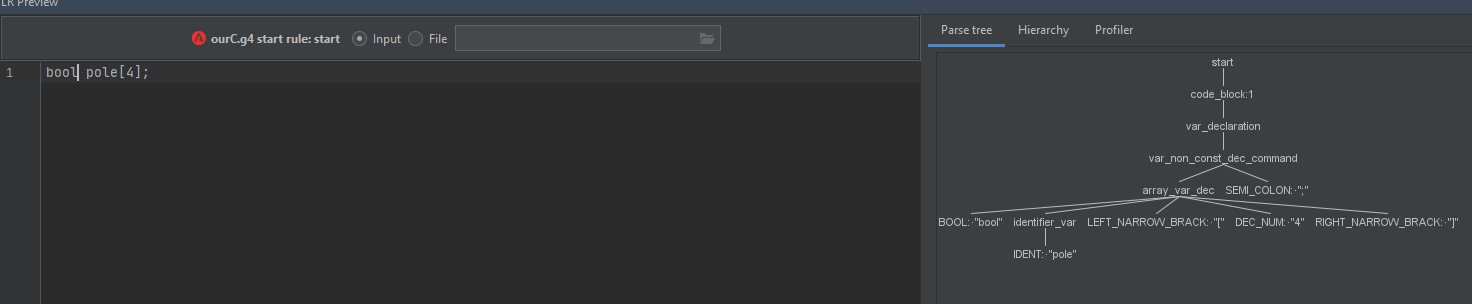 LR Preview
ourC.g4 start rule: start Input File
Parse tree Hierarchy Profiler
1 bool pole[4];
start
code_block:1
var_declaration
var_non_const_dec_command
array_var_dec SEMI_COLON:·";"
BOOL:·"bool" identifier_var LEFT_NARROW_BRACK:·"[" DEC_NUM:·"4" RIGHT_NARROW_BRACK:·"]"
IDENT:·"pole"